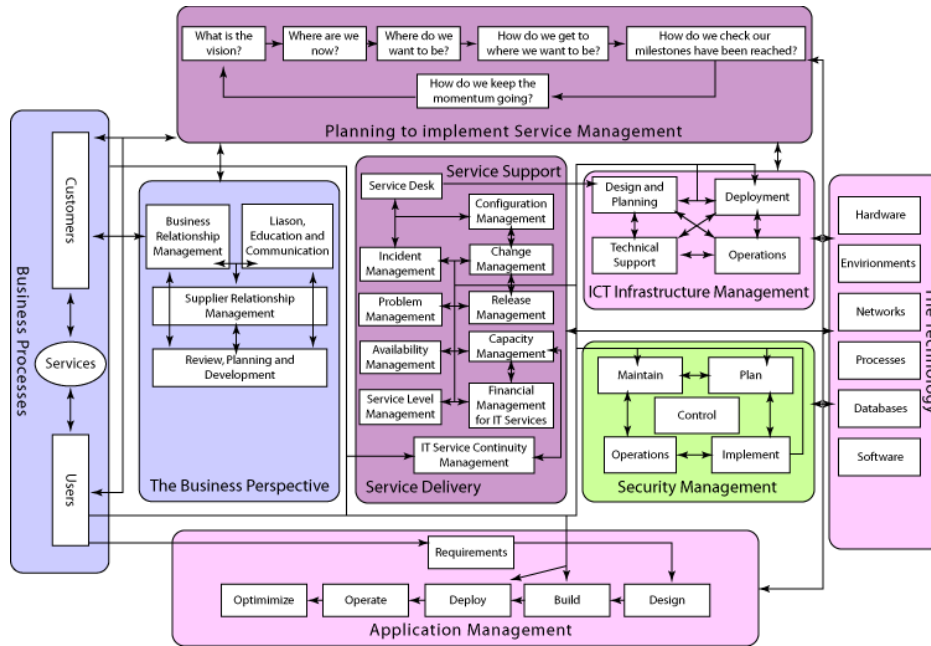 What is the
vision?
Where are we
now?
Where do we
want to be?
How do we get to
where we want to be?
How do we check our
milestones have been reached?
How do we keep the
momentum going?
Planning to implement Service Management
Business Processes
Customers
Services
Users
Business
Relationship
Management
Liason,
Education and
Communication
Supplier Relationship
Management
Review, Planning and
Development
The Business Perspective
Service Support
Service Desk
Configuration
Management
Incident
Management
Change
Management
Problem
Management
Release
Management
Availability
Management
Capacity
Management
Service Level
Management
Financial
Management
for IT Services
IT Service Continuity
Management
Service Delivery
Design and
Planning
Deployment
Technical
Support
Operations
ICT Infrastructure Management
Maintain
Plan
Control
Operations
Implement
Security Management
The Technology
Hardware
Envirionments
Networks
Processes
Databases
Software
Requirements
Optimimize
Operate
Deploy
Build
Design
Application Management